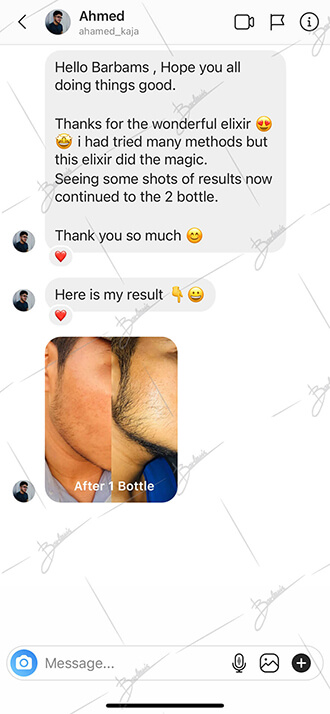 Ahmed
ahamed_kaja
Hello Barbams , Hope you all
doing things good.
Thanks for the wonderful elixir 😍
🤩 i had tried many methods but
this elixir did the magic.
Seeing some shots of results now
continued to the 2 bottle.
Thank you so much 😊
❤️
Here is my result 👇😀
❤️
After 1 Bottle
Message...